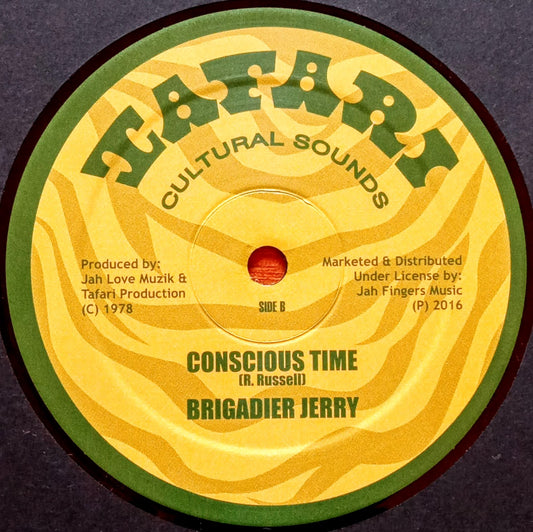 TAFARI
CULTURAL SOUNDS
Produced by:
Jah Love Muzik &
Tafari Production
(C) 1978
Marketed & Distributed
Under License by:
Jah Fingers Music
(P) 2016
SIDE B
CONSCIOUS TIME
(R. Russell)
BRIGADIER JERRY